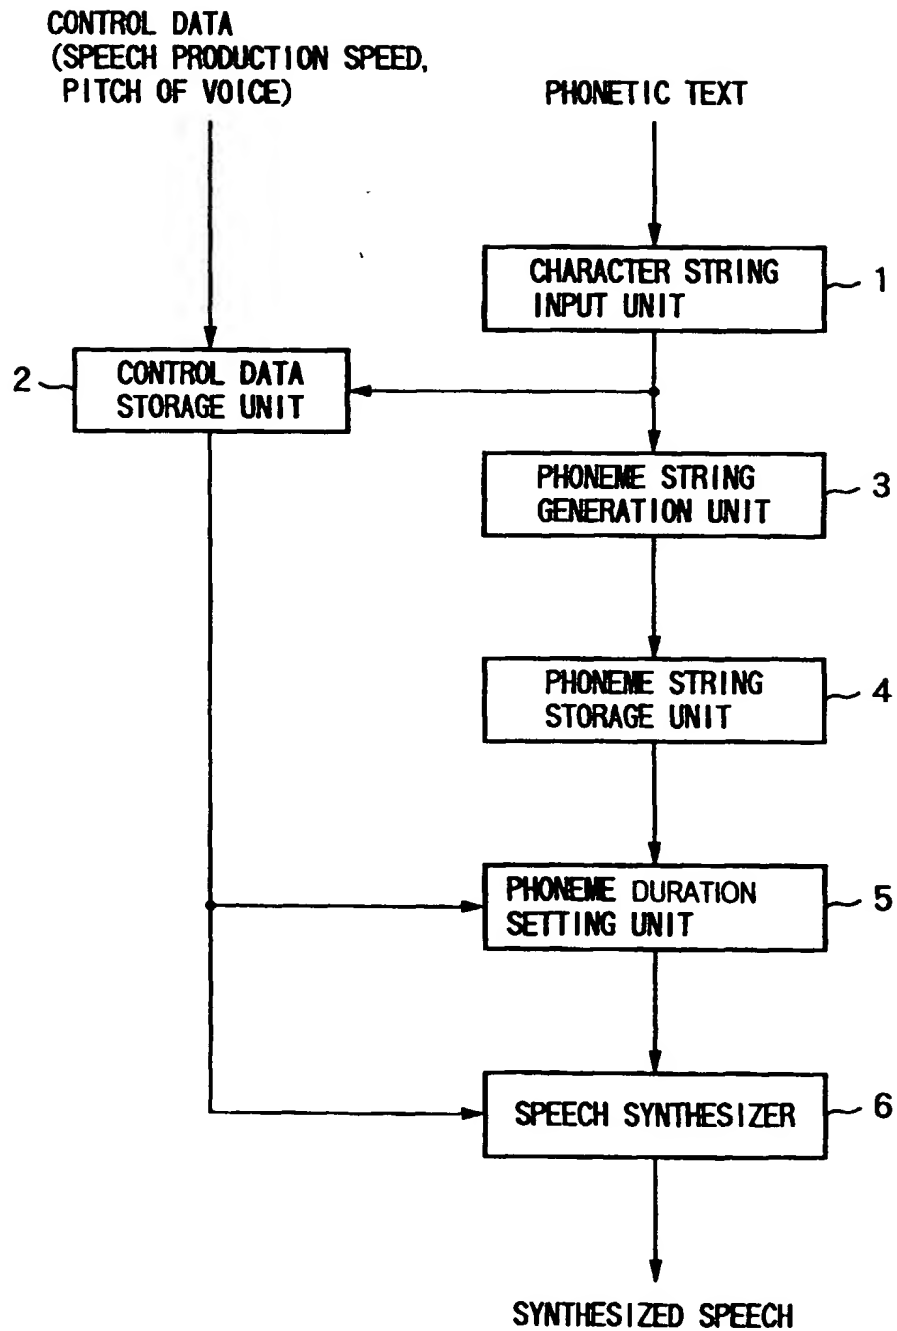 CONTROL DATA
(SPEECH PRODUCTION SPEED,
PITCH OF VOICE)
PHONETIC TEXT
CHARACTER STRING
INPUT UNIT
1
2
CONTROL DATA
STORAGE UNIT
PHONEME STRING
GENERATION UNIT
3
PHONEME STRING
STORAGE UNIT
4
PHONEME DURATION
SETTING UNIT
5
SPEECH SYNTHESIZER
6
SYNTHESIZED SPEECH